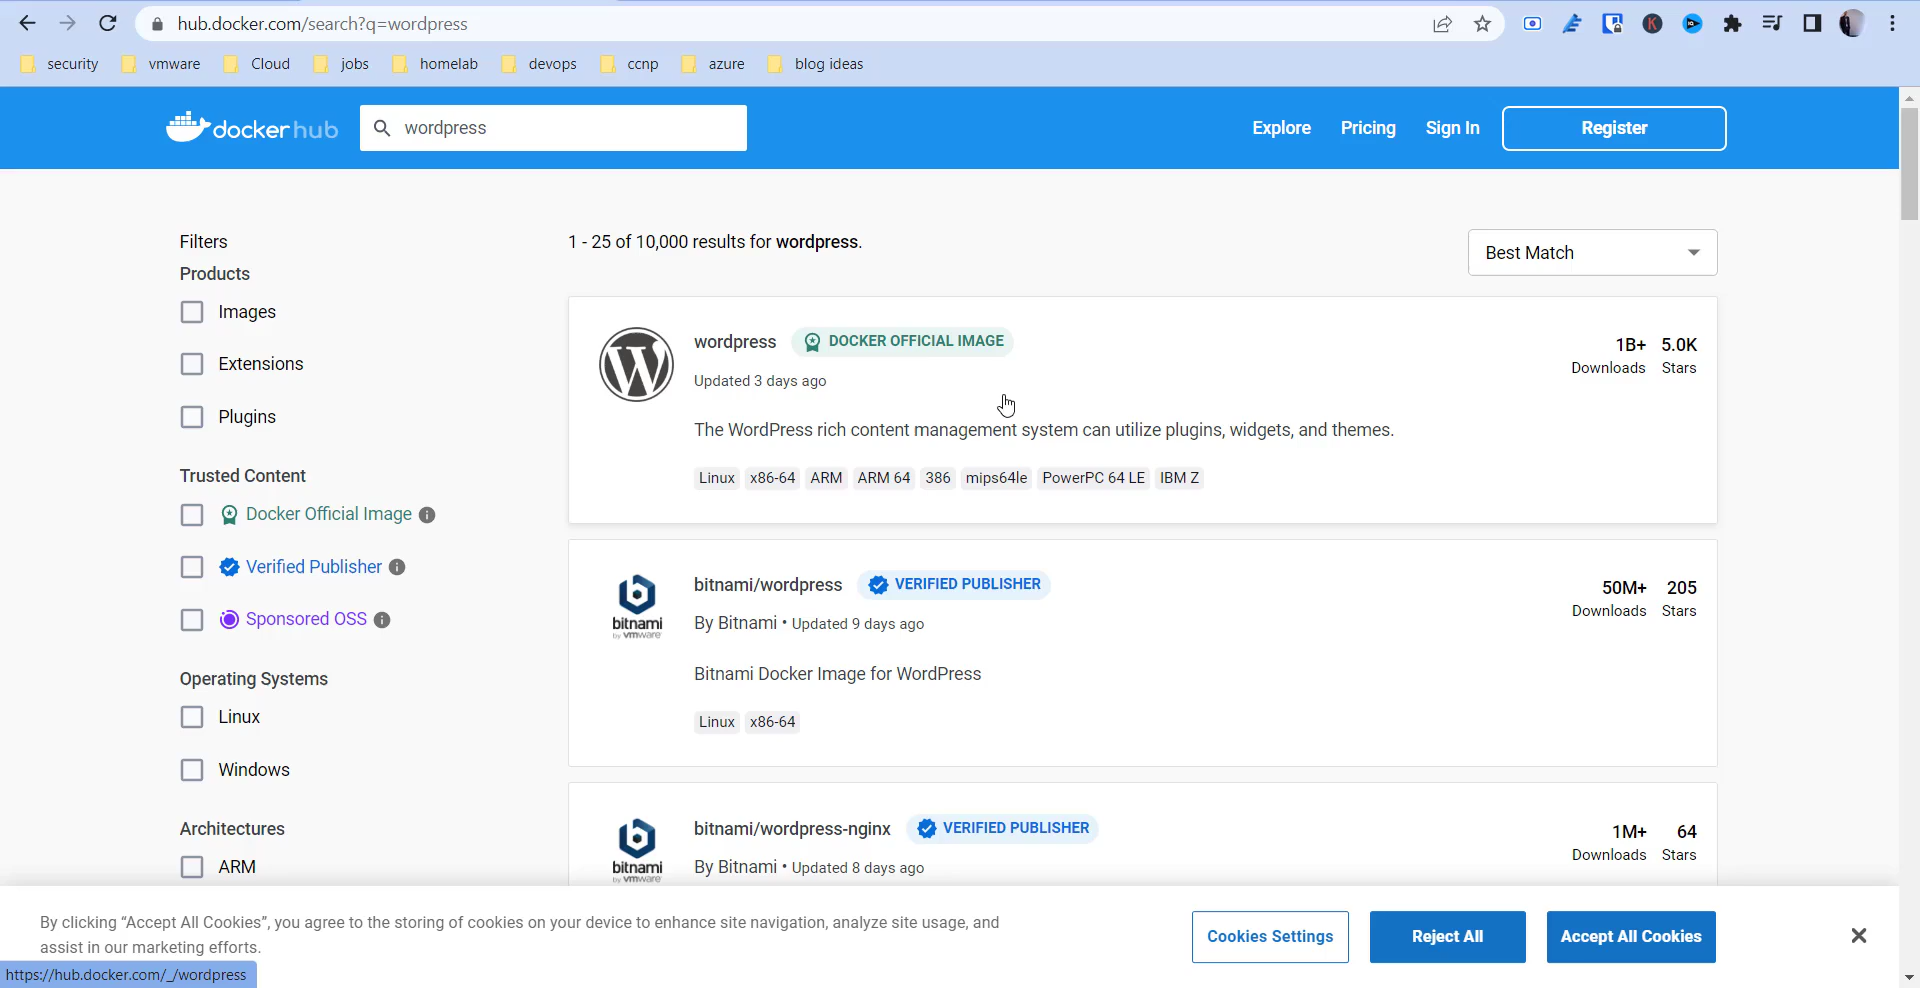 hub.docker.com/search?q=wordpress
security vmware Cloud jobs homelab devops ccnp azure blog ideas
dockerhub wordpress Explore Pricing Sign In Register
Filters
Products
Images
Extensions
Plugins
Trusted Content
Docker Official Image
Verified Publisher
Sponsored OSS
Operating Systems
Linux
Windows
Architectures
ARM
1 - 25 of 10,000 results for wordpress.
Best Match
wordpress DOCKER OFFICIAL IMAGE
Updated 3 days ago
1B+ 5.0K
Downloads Stars
The WordPress rich content management system can utilize plugins, widgets, and themes.
Linux x86-64 ARM ARM 64 386 mips64le PowerPC 64 LE IBM Z
bitnami
by vmware
bitnami/wordpress VERIFIED PUBLISHER
By Bitnami • Updated 9 days ago
50M+ 205
Downloads Stars
Bitnami Docker Image for WordPress
Linux x86-64
bitnami
by vmware
bitnami/wordpress-nginx VERIFIED PUBLISHER
By Bitnami • Updated 8 days ago
1M+ 64
Downloads Stars
By clicking “Accept All Cookies”, you agree to the storing of cookies on your device to enhance site navigation, analyze site usage, and
assist in our marketing efforts.
Cookies Settings Reject All Accept All Cookies
https://hub.docker.com/_/wordpress